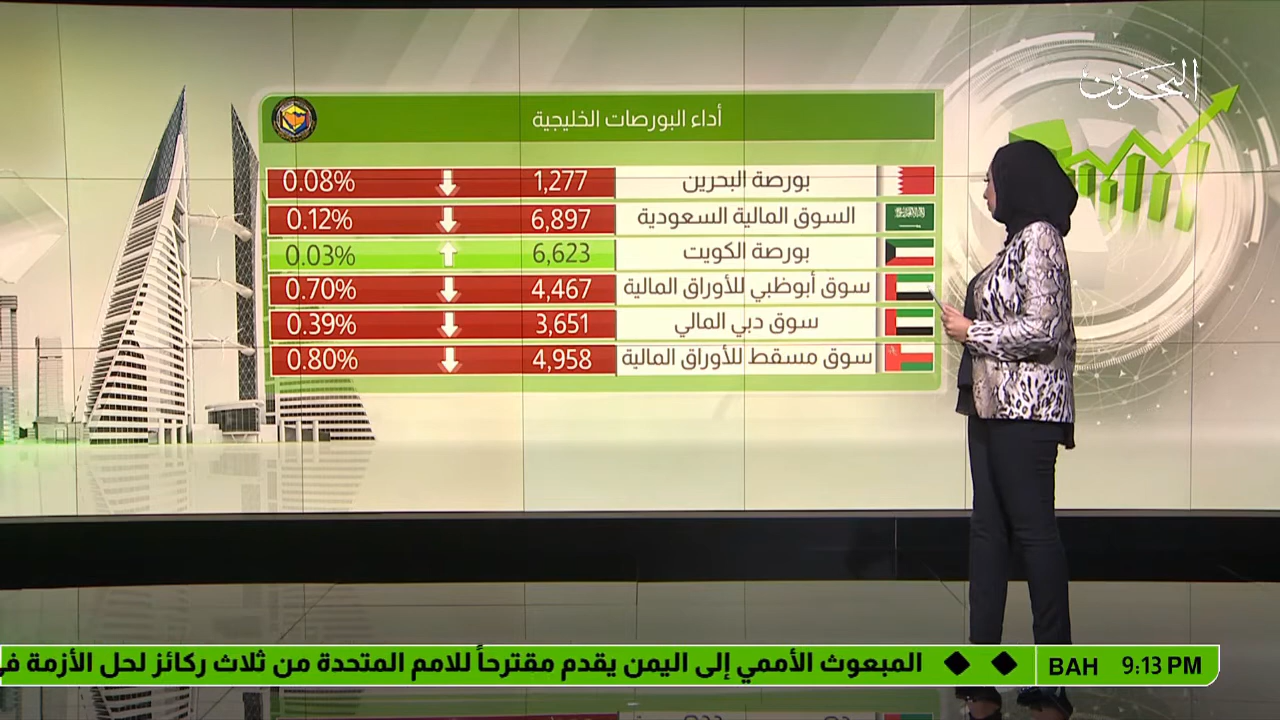 البحرين
أداء البورصات الخليجية
بورصة البحرين 1,277 0.08%
السوق المالية السعودية 6,897 0.12%
بورصة الكويت 6,623 0.03%
سوق أبوظبي للأوراق المالية 4,467 0.70%
سوق دبي المالي 3,651 0.39%
سوق مسقط للأوراق المالية 4,958 0.80%
BAH 9:13 PM
المبعوث الأممي إلى اليمن يقدم مقترحاً للامم المتحدة من ثلاث ركائز لحل الأزمة